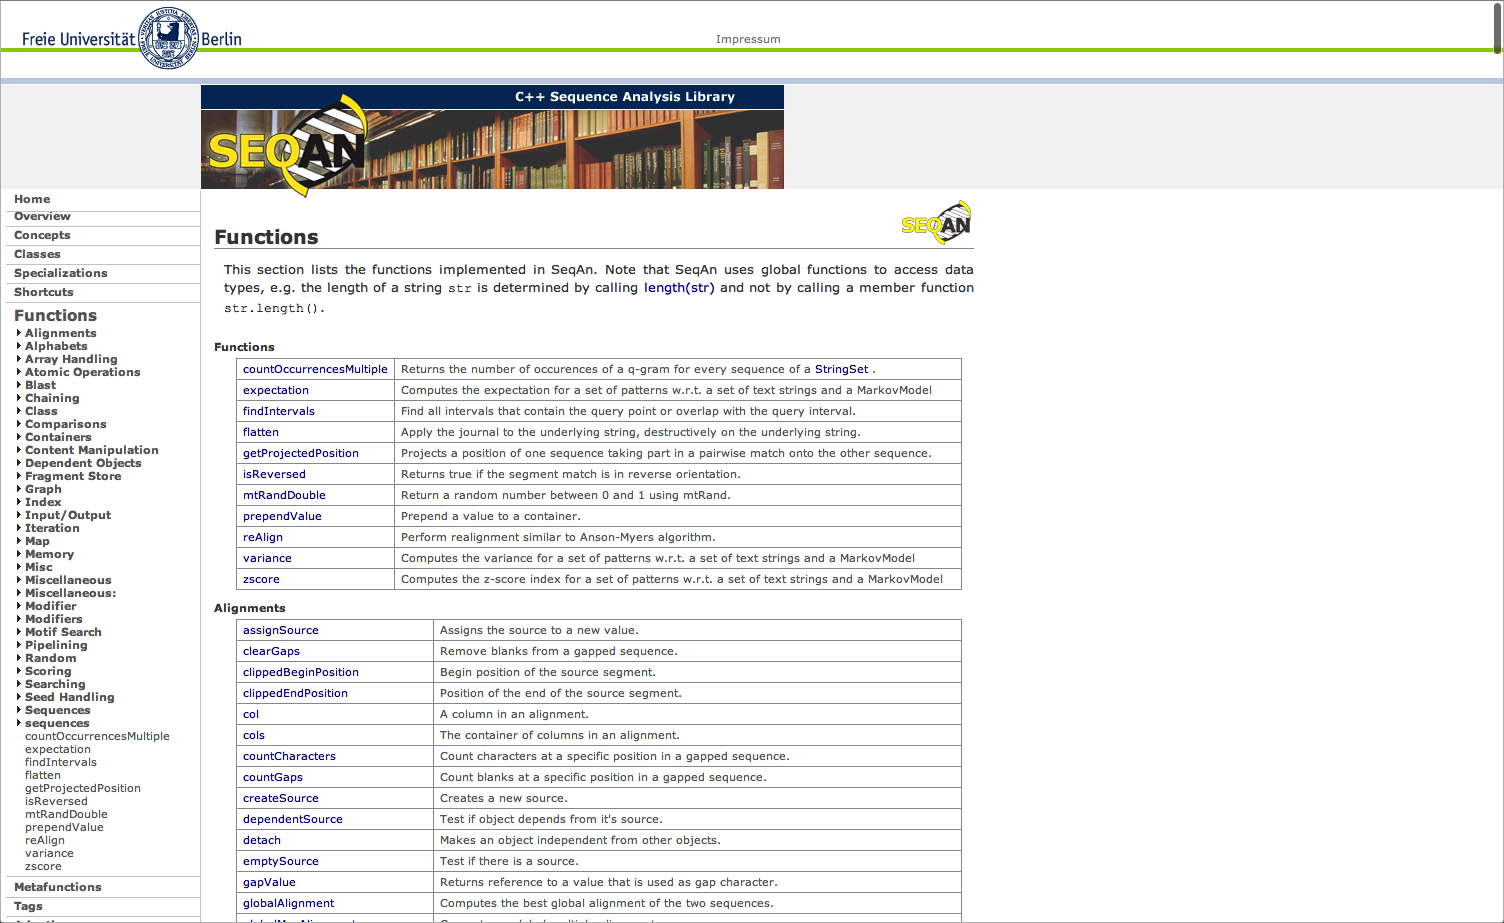 Freie Universität Berlin
Impressum
C++ Sequence Analysis Library
SEQAN
Home
Overview
Concepts
Classes
Specializations
Shortcuts
Functions
Alignments
Alphabets
Array Handling
Atomic Operations
Blast
Chaining
Class
Comparisons
Containers
Content Manipulation
Dependent Objects
Fragment Store
Graph
Index
Input/Output
Iteration
Map
Memory
Misc
Miscellaneous
Miscellaneous:
Modifier
Modifiers
Motif Search
Pipelining
Random
Scoring
Searching
Seed Handling
Sequences
sequences
countOccurrencesMultiple
expectation
findIntervals
flatten
getProjectedPosition
isReversed
mtRandDouble
prependValue
reAlign
variance
zscore
Metafunctions
Tags
SEQAN
Functions
This section lists the functions implemented in SeqAn. Note that SeqAn uses global functions to access data
types, e.g. the length of a string str is determined by calling length(str) and not by calling a member function
str.length().
Functions
countOccurrencesMultiple Returns the number of occurences of a q-gram for every sequence of a StringSet .
expectation Computes the expectation for a set of patterns w.r.t. a set of text strings and a MarkovModel
findIntervals Find all intervals that contain the query point or overlap with the query interval.
flatten Apply the journal to the underlying string, destructively on the underlying string.
getProjectedPosition Projects a position of one sequence taking part in a pairwise match onto the other sequence.
isReversed Returns true if the segment match is in reverse orientation.
mtRandDouble Return a random number between 0 and 1 using mtRand.
prependValue Prepend a value to a container.
reAlign Perform realignment similar to Anson-Myers algorithm.
variance Computes the variance for a set of patterns w.r.t. a set of text strings and a MarkovModel
zscore Computes the z-score index for a set of patterns w.r.t. a set of text strings and a MarkovModel
Alignments
assignSource Assigns the source to a new value.
clearGaps Remove blanks from a gapped sequence.
clippedBeginPosition Begin position of the source segment.
clippedEndPosition Position of the end of the source segment.
col A column in an alignment.
cols The container of columns in an alignment.
countCharacters Count characters at a specific position in a gapped sequence.
countGaps Count blanks at a specific position in a gapped sequence.
createSource Creates a new source.
dependentSource Test if object depends from it's source.
detach Makes an object independent from other objects.
emptySource Test if there is a source.
gapValue Returns reference to a value that is used as gap character.
globalAlignment Computes the best global alignment of the two sequences.